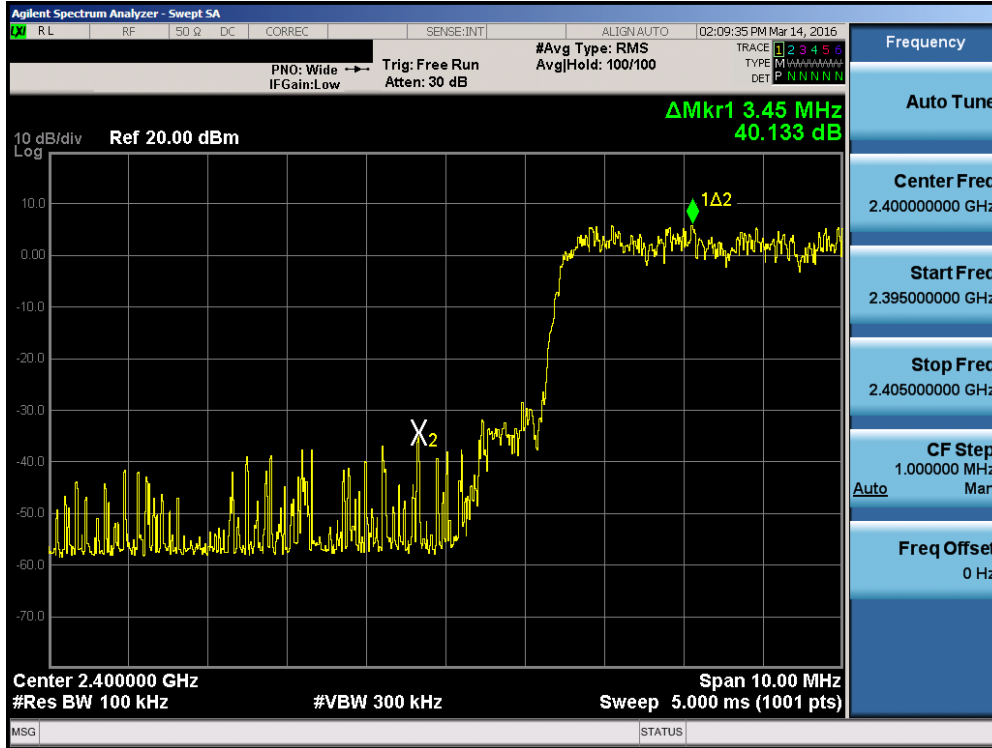 Agilent Spectrum Analyzer - Swept SA
LXI RL RF 50 Ω DC CORREC SENSE:INT ALIGN AUTO 02:09:35 PM Mar 14, 2016
PNO: Wide
IFGain:Low
Trig: Free Run
Atten: 30 dB
#Avg Type: RMS
Avg|Hold: 100/100
TRACE 1 2 3 4 5 6
TYPE M
DET P N N N N N
ΔMkr1 3.45 MHz
40.133 dB
10 dB/div Ref 20.00 dBm
Log
1Δ2
10.0
0.00
-10.0
-20.0
-30.0
X2
-40.0
-50.0
-60.0
-70.0
Center 2.400000 GHz Span 10.00 MHz
#Res BW 100 kHz #VBW 300 kHz Sweep 5.000 ms (1001 pts)
MSG STATUS
Frequency
Auto Tune
Center Freq
2.400000000 GHz
Start Freq
2.395000000 GHz
Stop Freq
2.405000000 GHz
CF Step
1.000000 MHz
Auto Man
Freq Offset
0 Hz